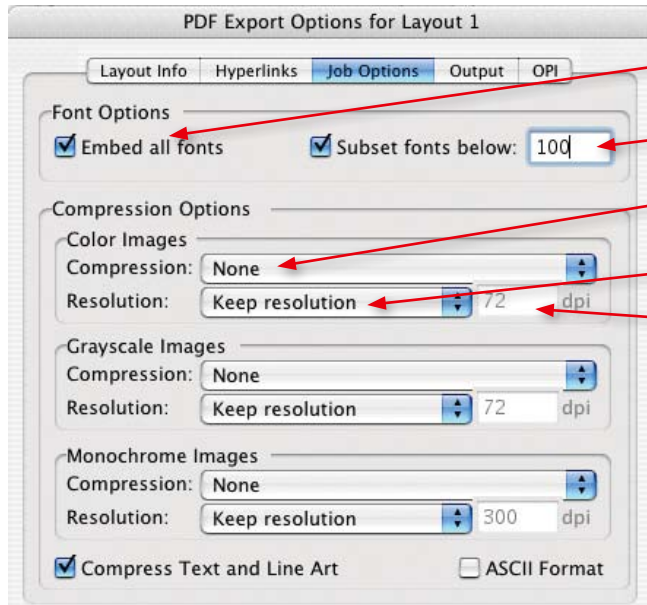 PDF Export Options for Layout 1
Layout Info Hyperlinks Job Options Output OPI
Font Options
Embed all fonts Subset fonts below: 100
Compression Options
Color Images
Compression: None
Resolution: Keep resolution 72 dpi
Grayscale Images
Compression: None
Resolution: Keep resolution 72 dpi
Monochrome Images
Compression: None
Resolution: Keep resolution 300 dpi
Compress Text and Line Art ASCII Format